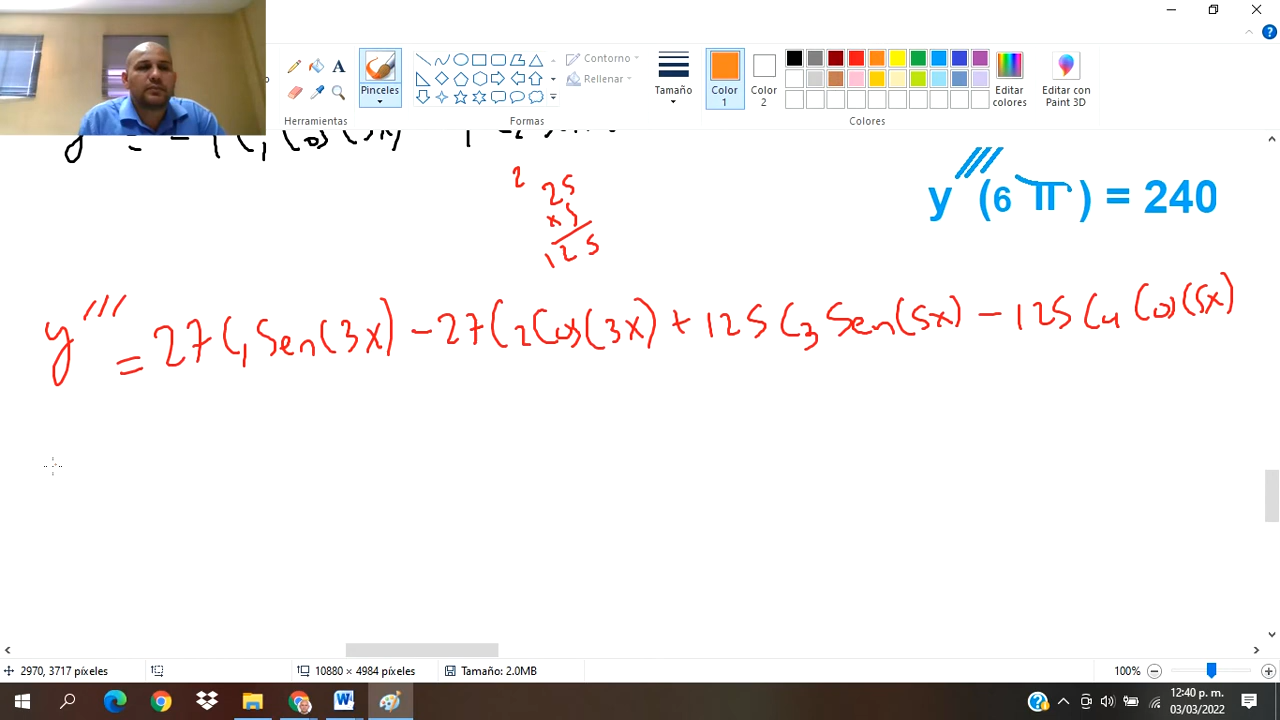 Contorno
Rellenar
Pinceles
Tamaño
Color
1
Color
2
Editar
colores
Editar con
Paint 3D
Herramientas
Formas
Colores
2
25
x5
125
y'''(6π) = 240
y''' = 27C₁Sen(3x) - 27C₂Cos(3x) + 125C₃Sen(5x) - 125C₄Cos(5x)
2970, 3717 píxeles
10880 × 4984 píxeles
Tamaño: 2.0MB
100%
12:40 p. m.
03/03/2022